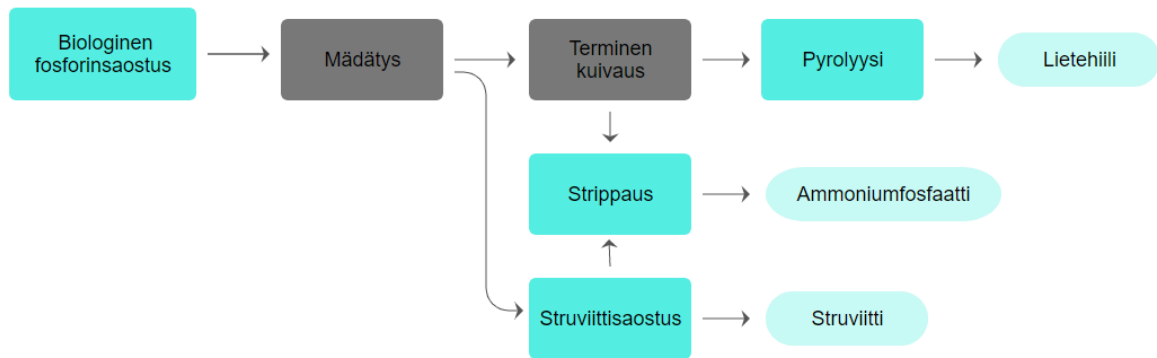 Biologinen
fosforinsaostus
Mädätys
Terminen
kuivaus
Pyrolyysi
Lietehiili
Strippaus
Ammoniumfosfaatti
Struviittisaostus
Struviitti